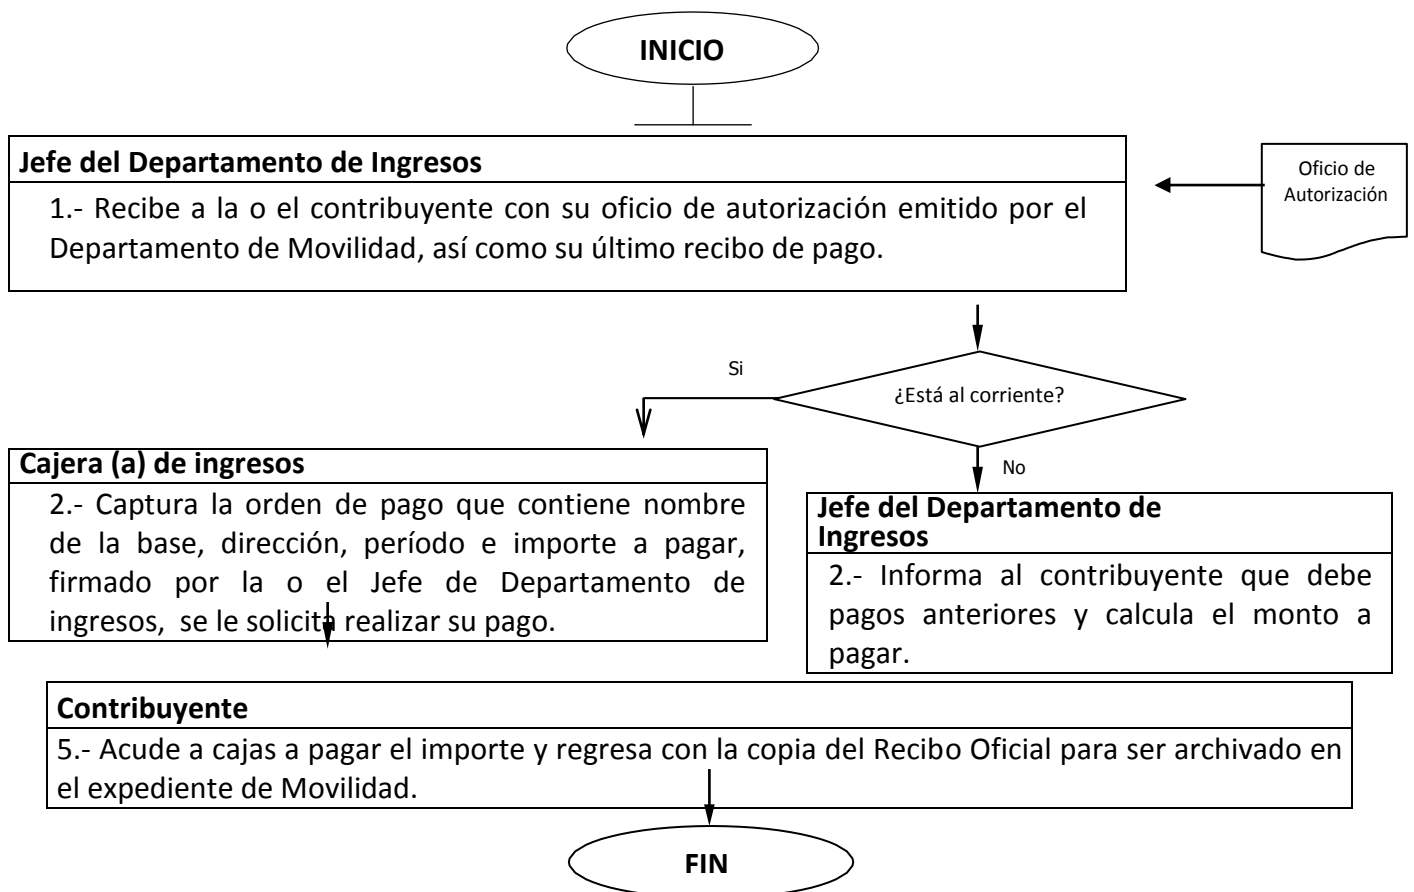 INICIO
Jefe del Departamento de Ingresos
1.- Recibe a la o el contribuyente con su oficio de autorización emitido por el
Departamento de Movilidad, así como su último recibo de pago.
Oficio de
Autorización
¿Está al corriente?
Si
No
Cajera (a) de ingresos
2.- Captura la orden de pago que contiene nombre
de la base, dirección, período e importe a pagar,
firmado por la o el Jefe de Departamento de
ingresos, se le solicita realizar su pago.
Jefe del Departamento de
Ingresos
2.- Informa al contribuyente que debe
pagos anteriores y calcula el monto a
pagar.
Contribuyente
5.- Acude a cajas a pagar el importe y regresa con la copia del Recibo Oficial para ser archivado en
el expediente de Movilidad.
FIN